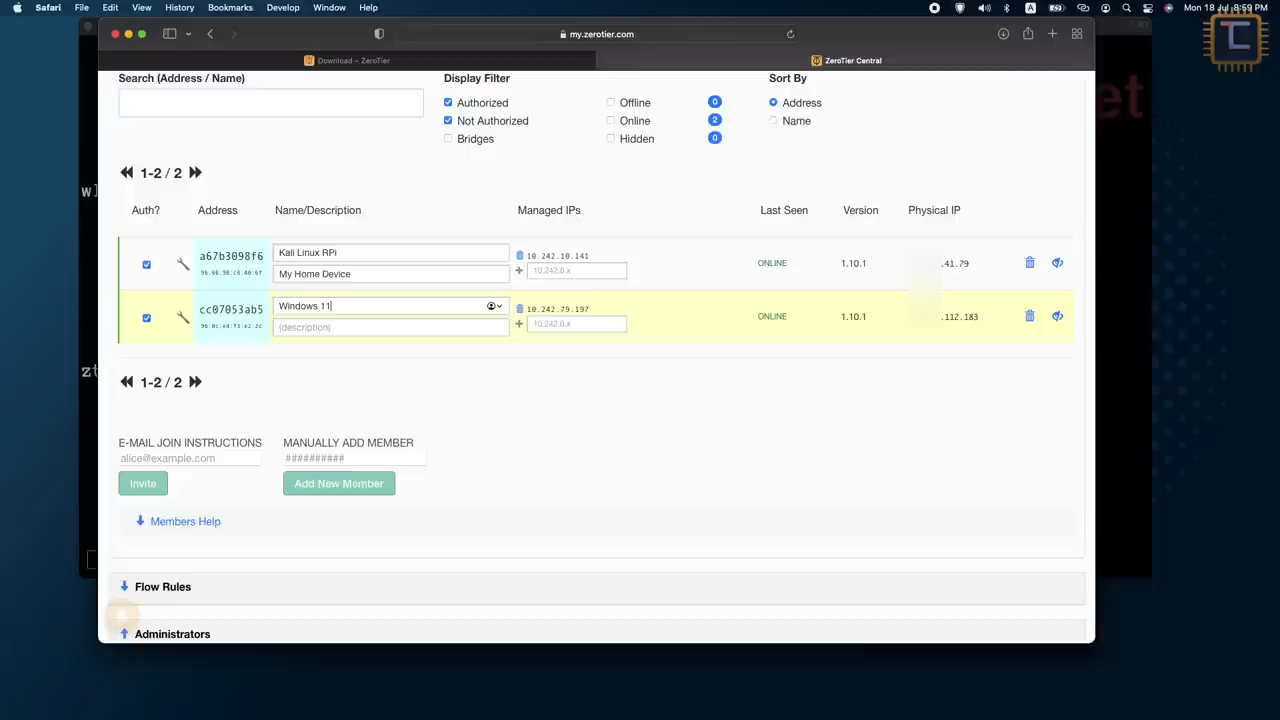 Safari File Edit View History Bookmarks Develop Window Help
A
Mon 18 Jul 8:59 PM
my.zerotier.com
Download – ZeroTier
ZeroTier Central
et
Search (Address / Name)
Display Filter
Sort By
Authorized
Offline
0
Address
Not Authorized
Online
2
Name
Bridges
Hidden
0
1-2 / 2
Auth? Address Name/Description Managed IPs Last Seen Version Physical IP
wl
a67b3098f6
Kali Linux RPi
10.242.10.141
ONLINE
1.10.1
.41.79
My Home Device
10.242.0.x
cc07053ab5
Windows 11
10.242.79.197
ONLINE
1.10.1
.112.183
(description)
10.242.0.x
zt
1-2 / 2
E-MAIL JOIN INSTRUCTIONS
MANUALLY ADD MEMBER
alice@example.com
##########
Invite
Add New Member
Members Help
Flow Rules
Administrators